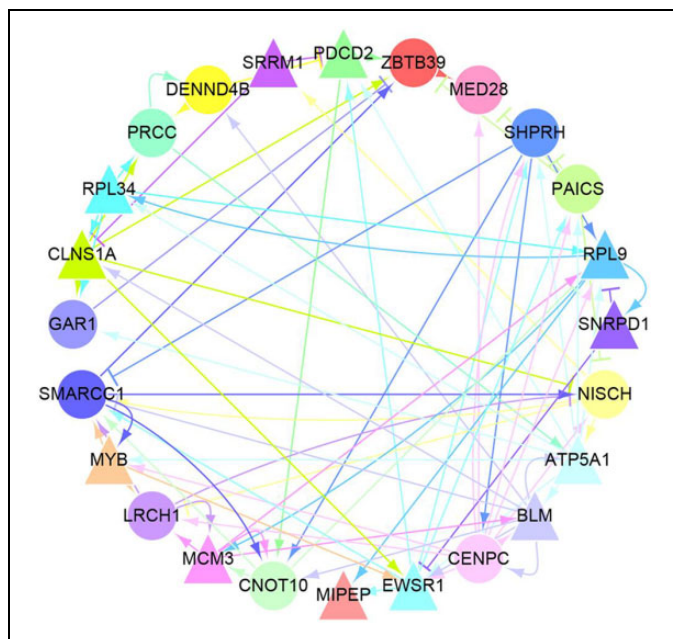 SRRM1
PDCD2
ZBTB39
DENND4B
MED28
PRCC
SHPRH
RPL34
PAICS
CLNS1A
RPL9
GAR1
SNRPD1
SMARCC1
NISCH
MYB
ATP5A1
LRCH1
BLM
MCM3
CENPC
CNOT10
MIPEP
EWSR1